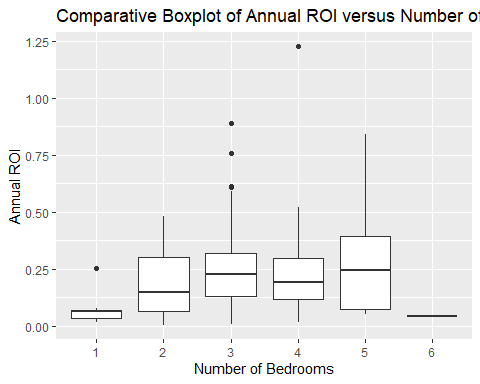 Comparative Boxplot of Annual ROI versus Number of
1.25
1.00
0.75
0.50
0.25
0.00
Annual ROI
1 2 3 4 5 6
Number of Bedrooms